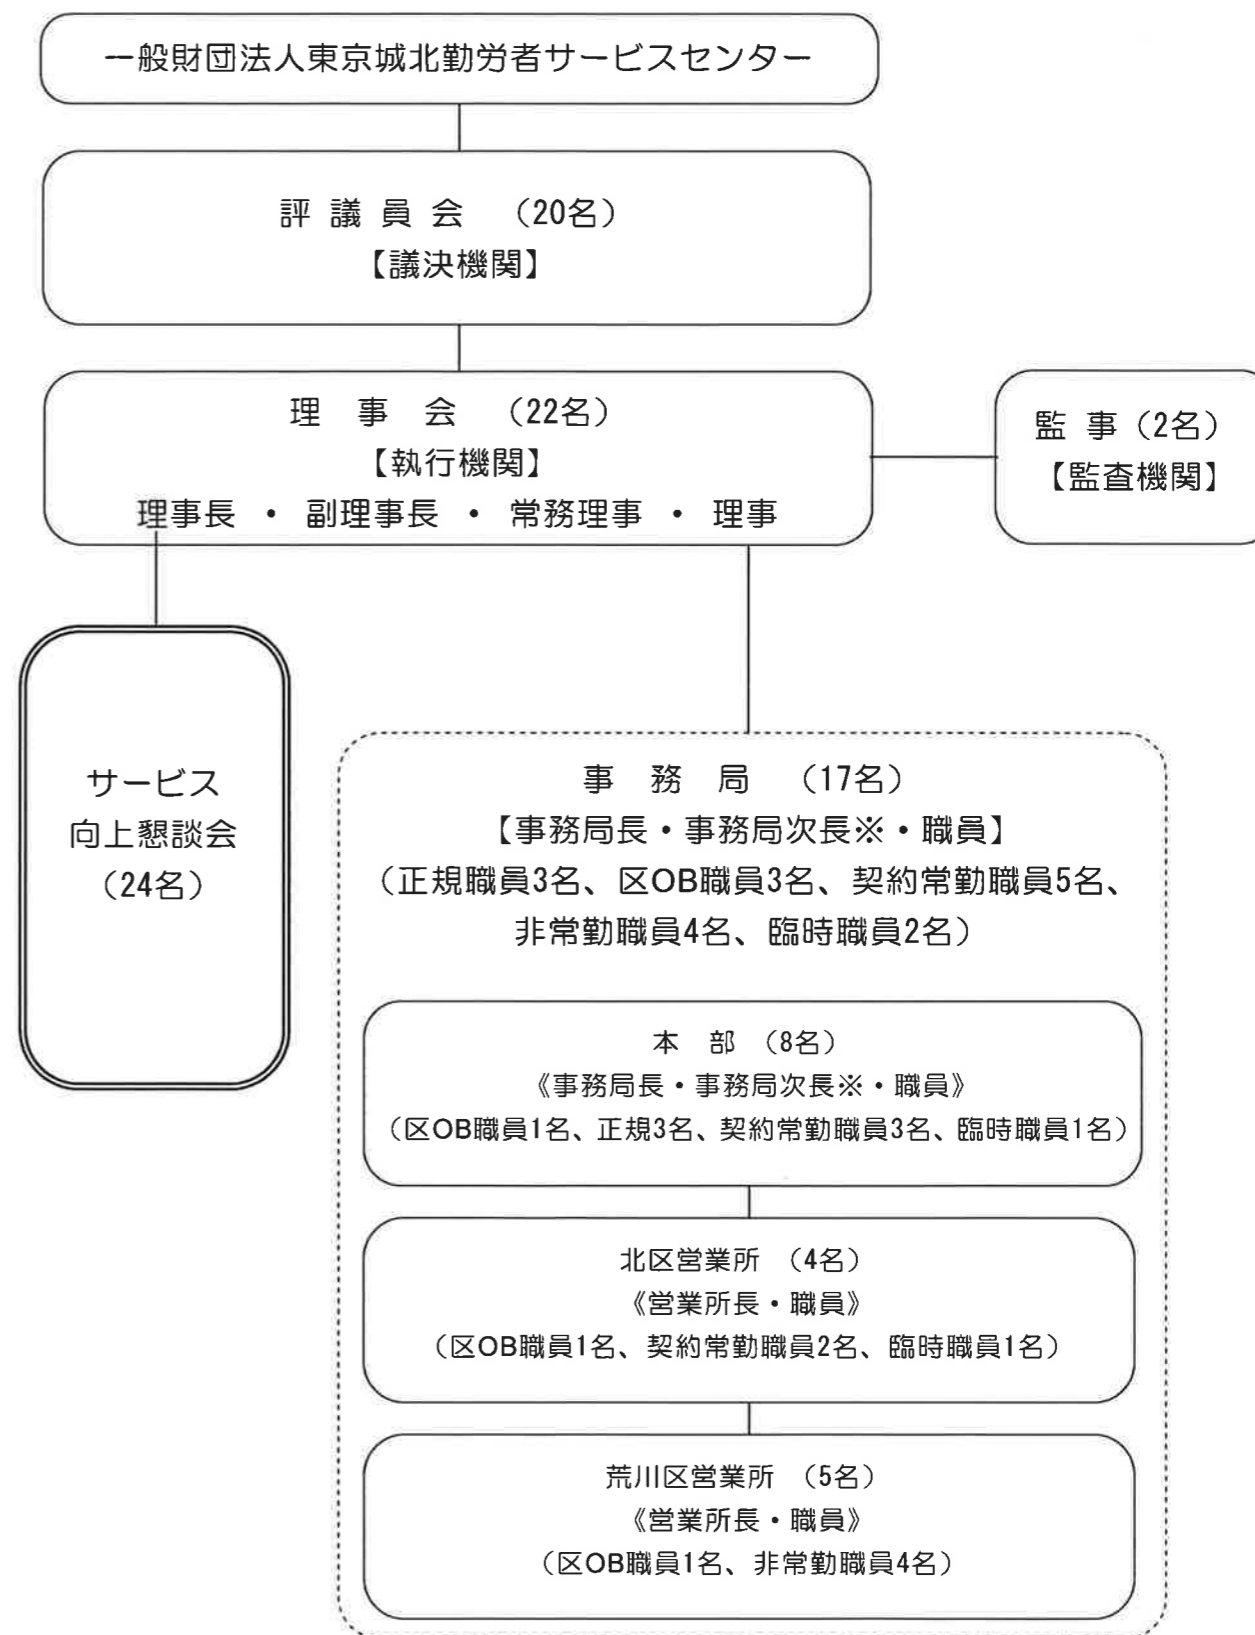 一般財団法人東京城北勤労者サービスセンター
評 議 員 会 （20名）
【議決機関】
理 事 会 （22名）
【執行機関】
理事長 ・ 副理事長 ・ 常務理事 ・ 理事
監 事（2名）
【監査機関】
サービス
向上懇談会
（24名）
事 務 局 （17名）
【事務局長・事務局次長※・職員】
（正規職員3名、区OB職員3名、契約常勤職員5名、
非常勤職員4名、臨時職員2名）
本 部 （8名）
《事務局長・事務局次長※・職員》
（区OB職員1名、正規3名、契約常勤職員3名、臨時職員1名）
北区営業所 （4名）
《営業所長・職員》
（区OB職員1名、契約常勤職員2名、臨時職員1名）
荒川区営業所 （5名）
《営業所長・職員》
（区OB職員1名、非常勤職員4名）